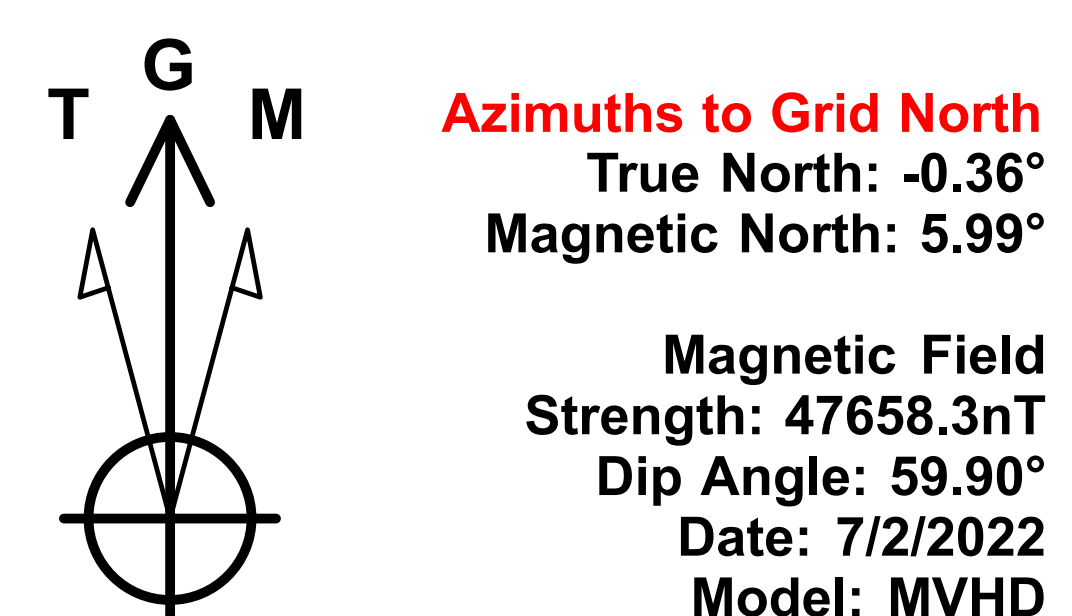 G
T M
Azimuths to Grid North
True North: -0.36°
Magnetic North: 5.99°
Magnetic Field
Strength: 47658.3nT
Dip Angle: 59.90°
Date: 7/2/2022
Model: MVHD